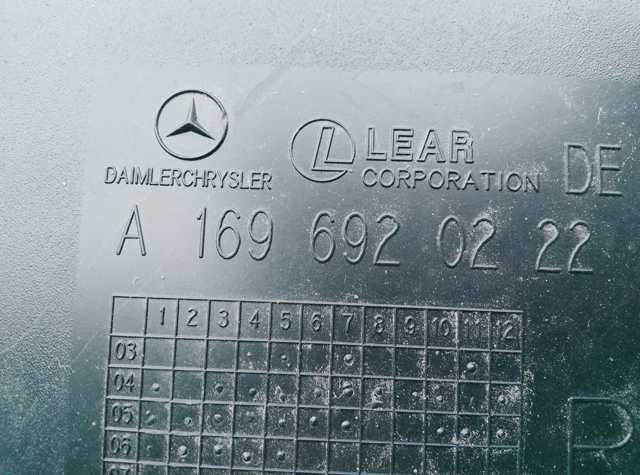 LEAR DE
DAIMLERCHRYSLER CORPORATION
A 169 692 02 22
1 2 3 4 5 6 7 8 9 10 11 12
03
04
05
06